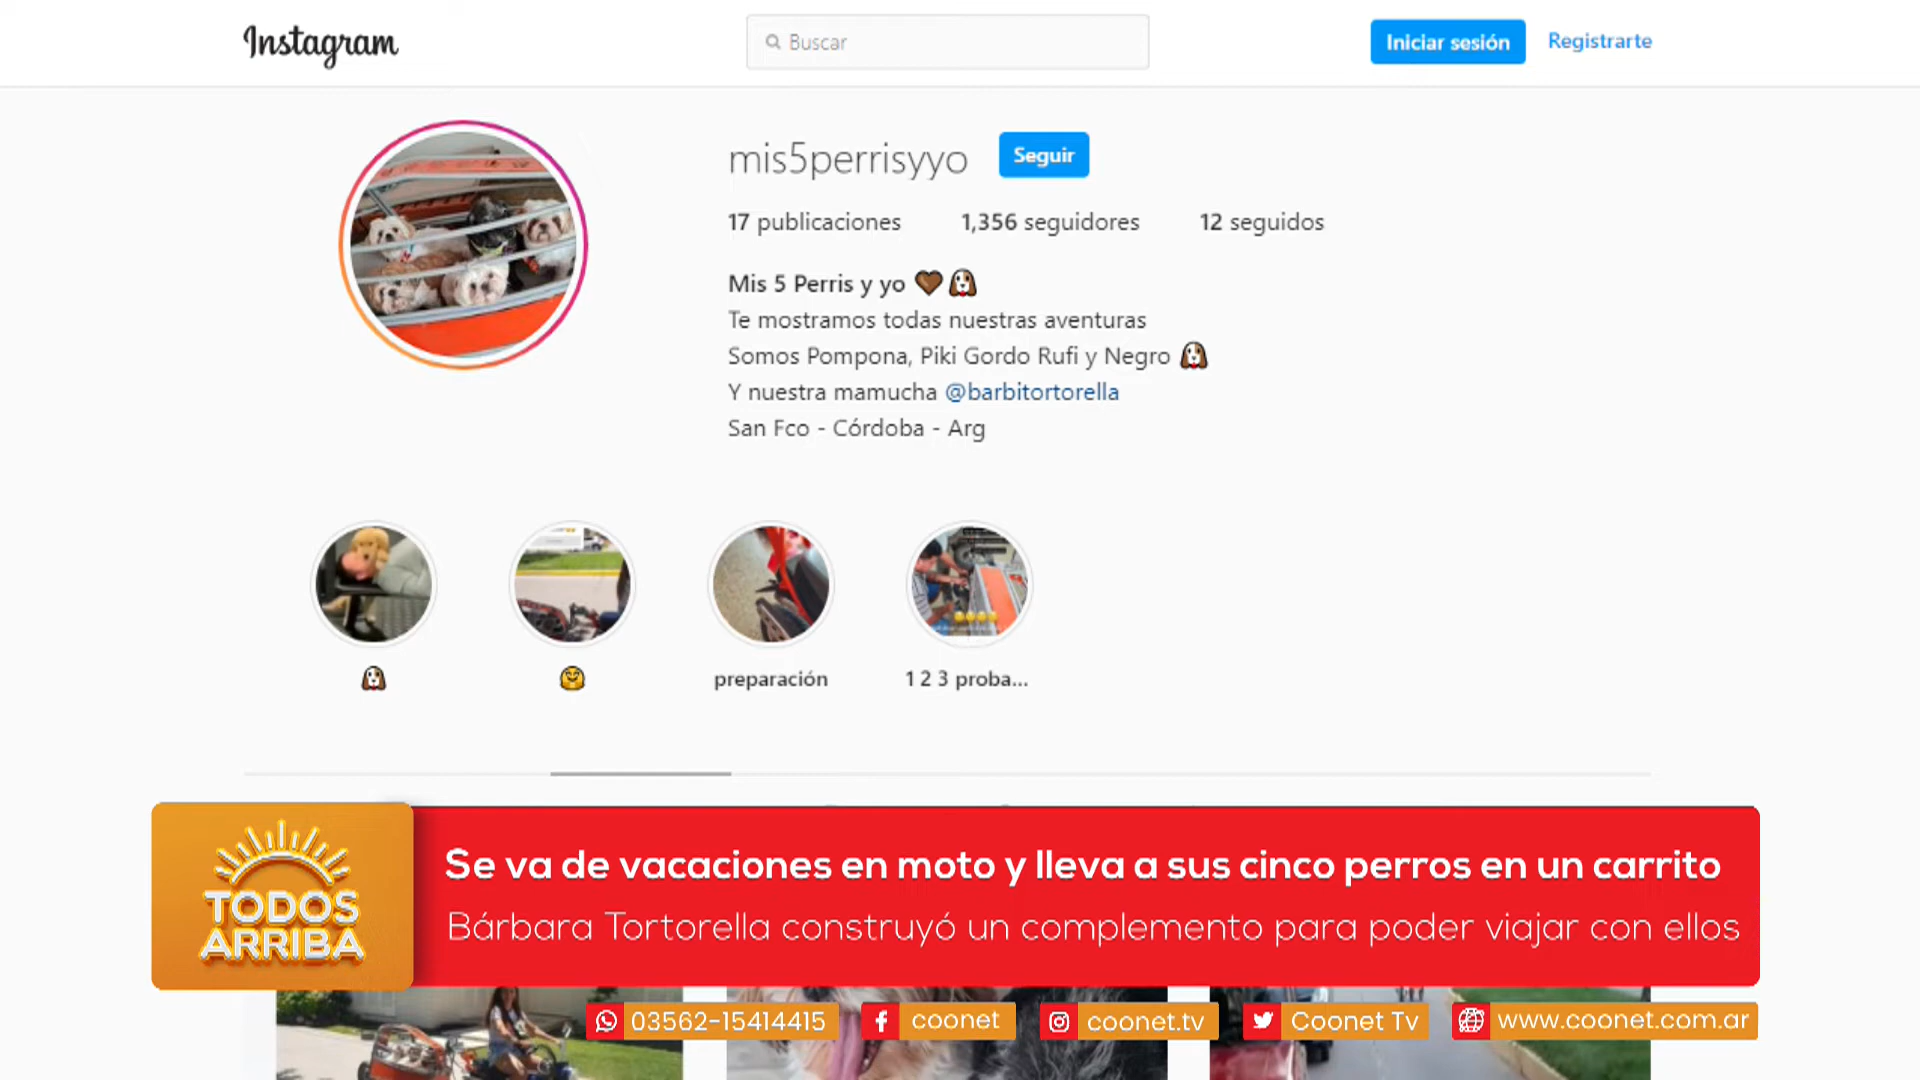 Instagram
Buscar
Iniciar sesión
Registrarte
mis5perrisyyo
Seguir
17 publicaciones
1,356 seguidores
12 seguidos
Mis 5 Perris y yo 🤎🐶
Te mostramos todas nuestras aventuras
Somos Pompona, Piki Gordo Rufi y Negro 🐶
Y nuestra mamucha @barbitortorella
San Fco - Córdoba - Arg
preparación
1 2 3 proba...
TODOS
ARRIBA
Se va de vacaciones en moto y lleva a sus cinco perros en un carrito
Bárbara Tortorella construyó un complemento para poder viajar con ellos
03562-15414415
coonet
coonet.tv
Coonet Tv
www.coonet.com.ar